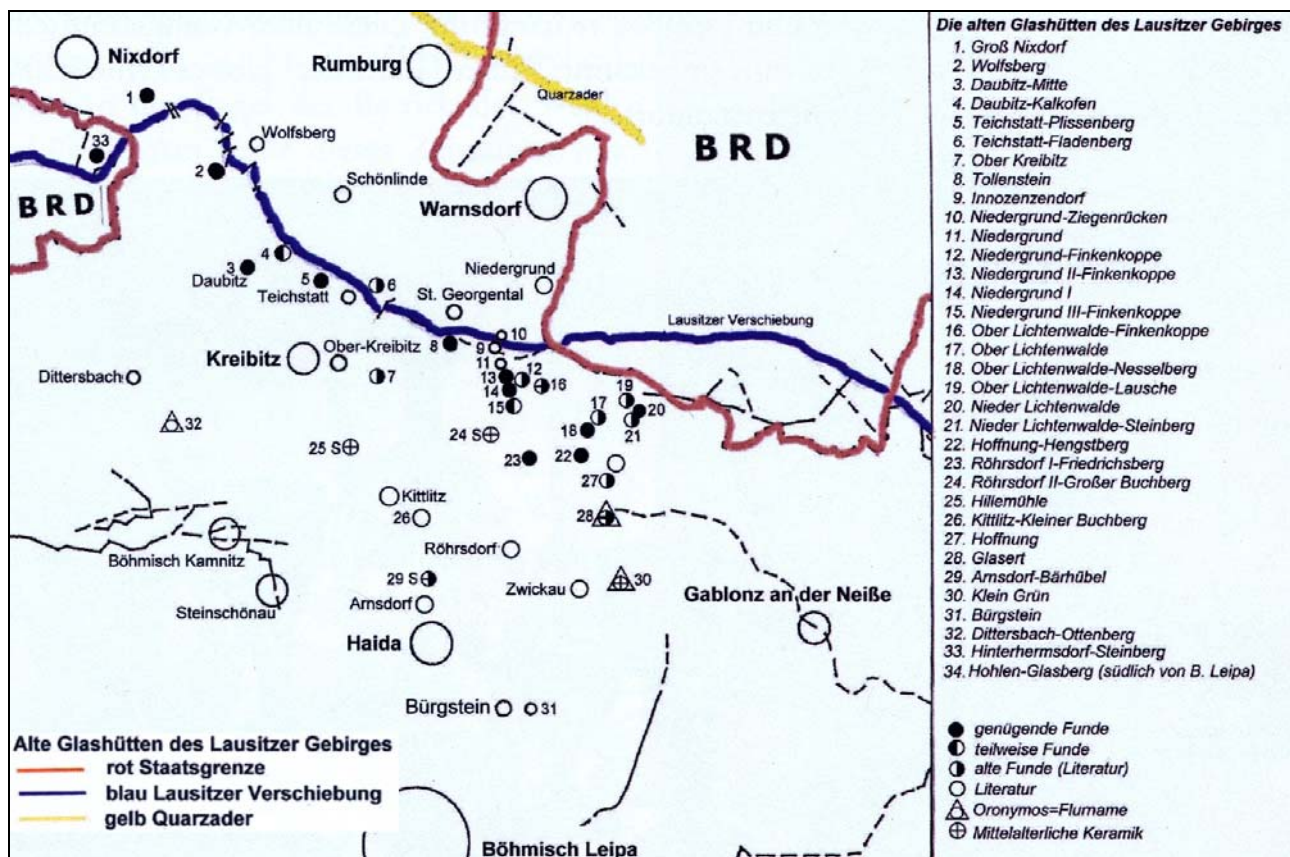 Nixdorf
Rumburg
I
Quarzader
1
33
Wolfsberg
BRD
2
BRD
Schönlinde
Warnsdorf
4
3
Daubitz
5
6
Teichstatt
Niedergrund
St. Georgental
Lausitzer Verschiebung
10
8
9
Kreibitz
Ober-Kreibitz
11
7
13
12
14
16
15
Dittersbach
19
17
20
21
32
18
24 S
25 S
23
22
27
Kittlitz
26
28
Röhrsdorf
Böhmisch Kamnitz
29 S
Zwickau
30
Steinschönau
Arnsdorf
Gablonz an der Neiße
Haida
Bürgstein
31
Böhmisch Leipa
Alte Glashütten des Lausitzer Gebirges
rot Staatsgrenze
blau Lausitzer Verschiebung
gelb Quarzader
Die alten Glashütten des Lausitzer Gebirges
1. Groß Nixdorf
2. Wolfsberg
3. Daubitz-Mitte
4. Daubitz-Kalkofen
5. Teichstatt-Plissenberg
6. Teichstatt-Fladenberg
7. Ober Kreibitz
8. Tollenstein
9. Innozenzendorf
10. Niedergrund-Ziegenrücken
11. Niedergrund
12. Niedergrund-Finkenkoppe
13. Niedergrund II-Finkenkoppe
14. Niedergrund I
15. Niedergrund III-Finkenkoppe
16. Ober Lichtenwalde-Finkenkoppe
17. Ober Lichtenwalde
18. Ober Lichtenwalde-Nesselberg
19. Ober Lichtenwalde-Lausche
20. Nieder Lichtenwalde
21. Nieder Lichtenwalde-Steinberg
22. Hoffnung-Hengstberg
23. Röhrsdorf I-Friedrichsberg
24. Röhrsdorf II-Großer Buchberg
25. Hillemühle
26. Kittlitz-Kleiner Buchberg
27. Hoffnung
28. Glasert
29. Arnsdorf-Bärhübel
30. Klein Grün
31. Bürgstein
32. Dittersbach-Ottenberg
33. Hinterhermsdorf-Steinberg
34. Hohlen-Glasberg (südlich von B. Leipa)
genügende Funde
teilweise Funde
alte Funde (Literatur)
Literatur
Oronymos=Flurname
Mittelalterliche Keramik